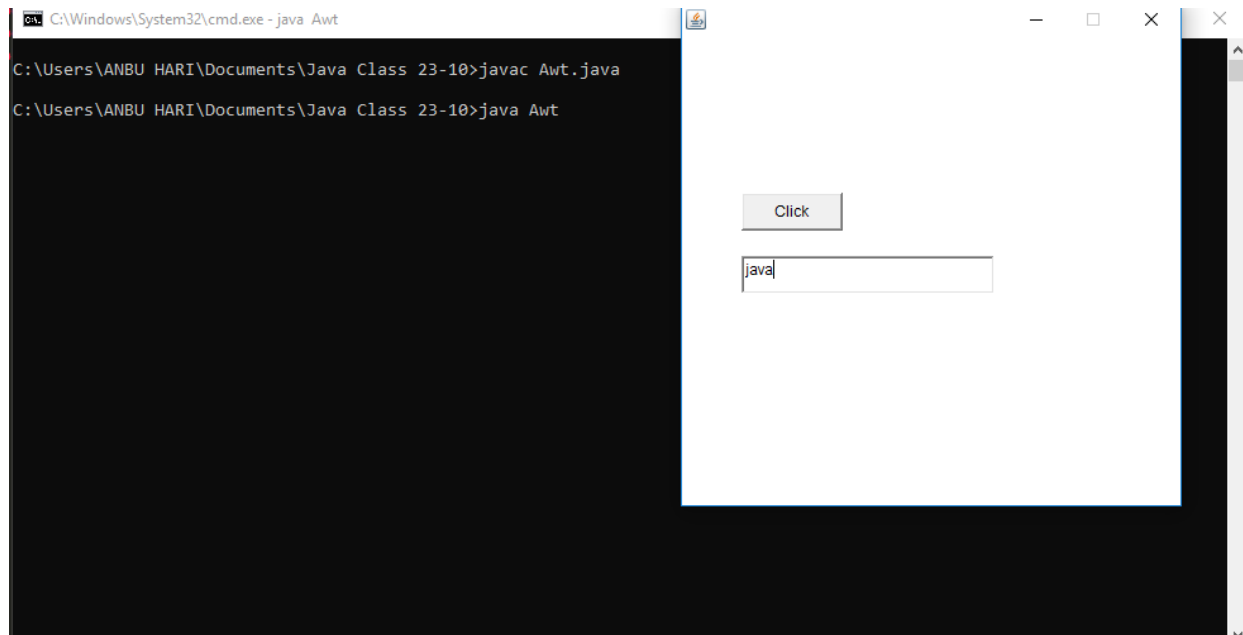 C:\Windows\System32\cmd.exe - java  Awt
C:\Users\ANBU HARI\Documents\Java Class 23-10>javac Awt.java
C:\Users\ANBU HARI\Documents\Java Class 23-10>java Awt
Click
java